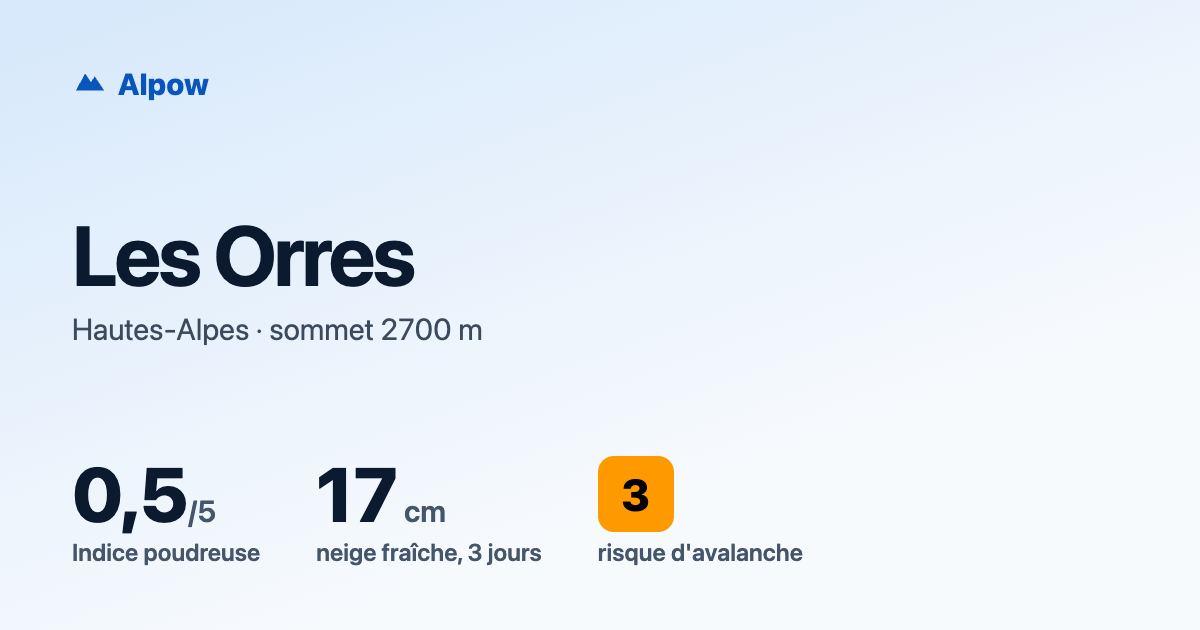 Alpow
Les Orres
Hautes-Alpes · sommet 2700 m
0,5/5 17 cm 3
Indice poudreuse neige fraîche, 3 jours risque d'avalanche